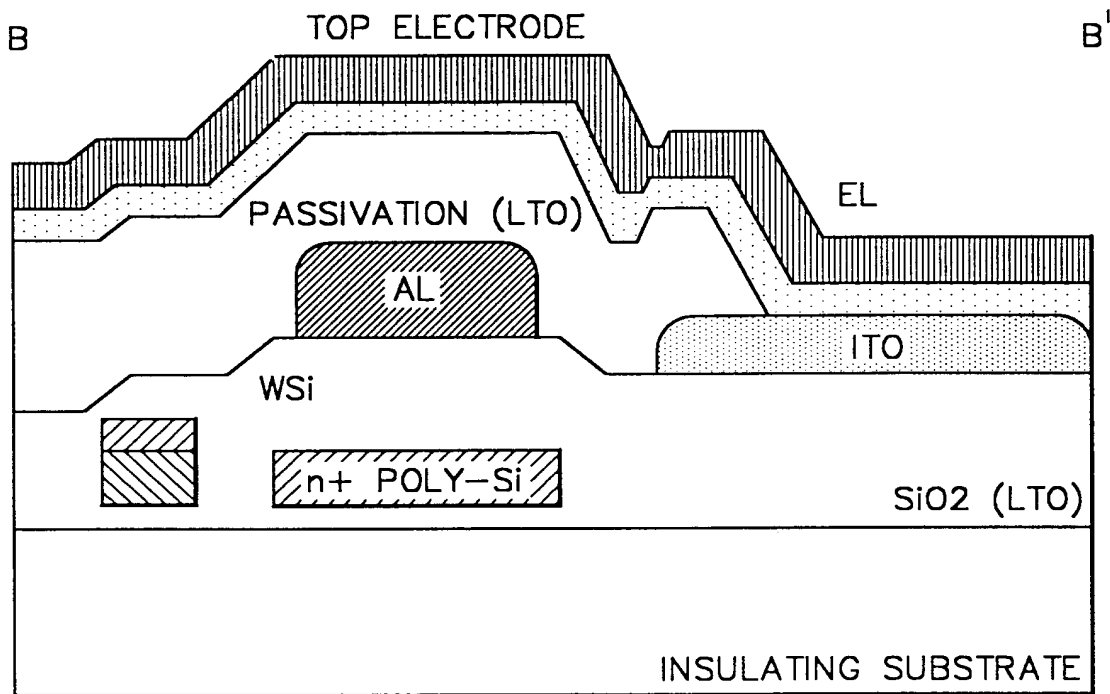 B
TOP ELECTRODE
B'
EL
PASSIVATION (LTO)
AL
ITO
WSi
n+ POLY-Si
SiO2 (LTO)
INSULATING SUBSTRATE